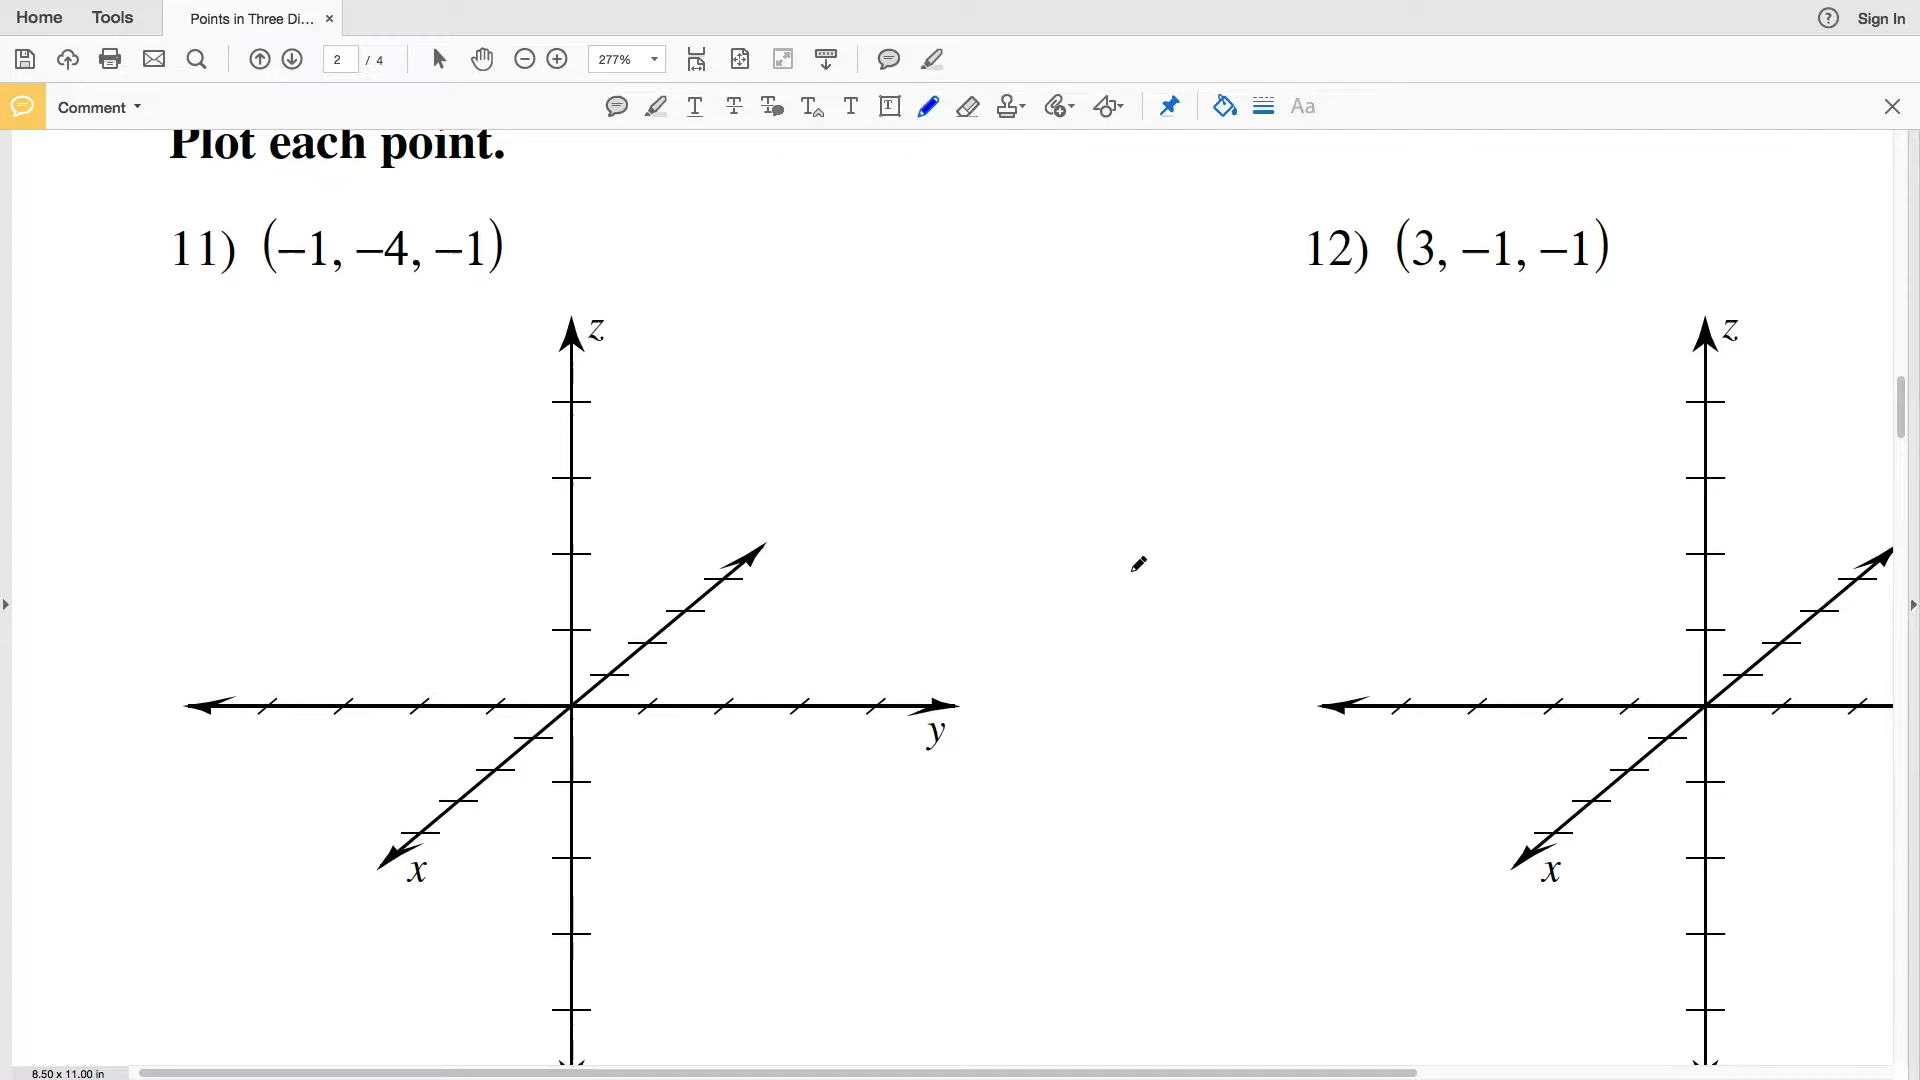 Home Tools Points in Three Di... × ? Sign In
2 / 4 277%
Comment T T T T T T Aa
Plot each point.
11) (−1, −4, −1) 12) (3, −1, −1)
z z
y
x x
8.50 x 11.00 in